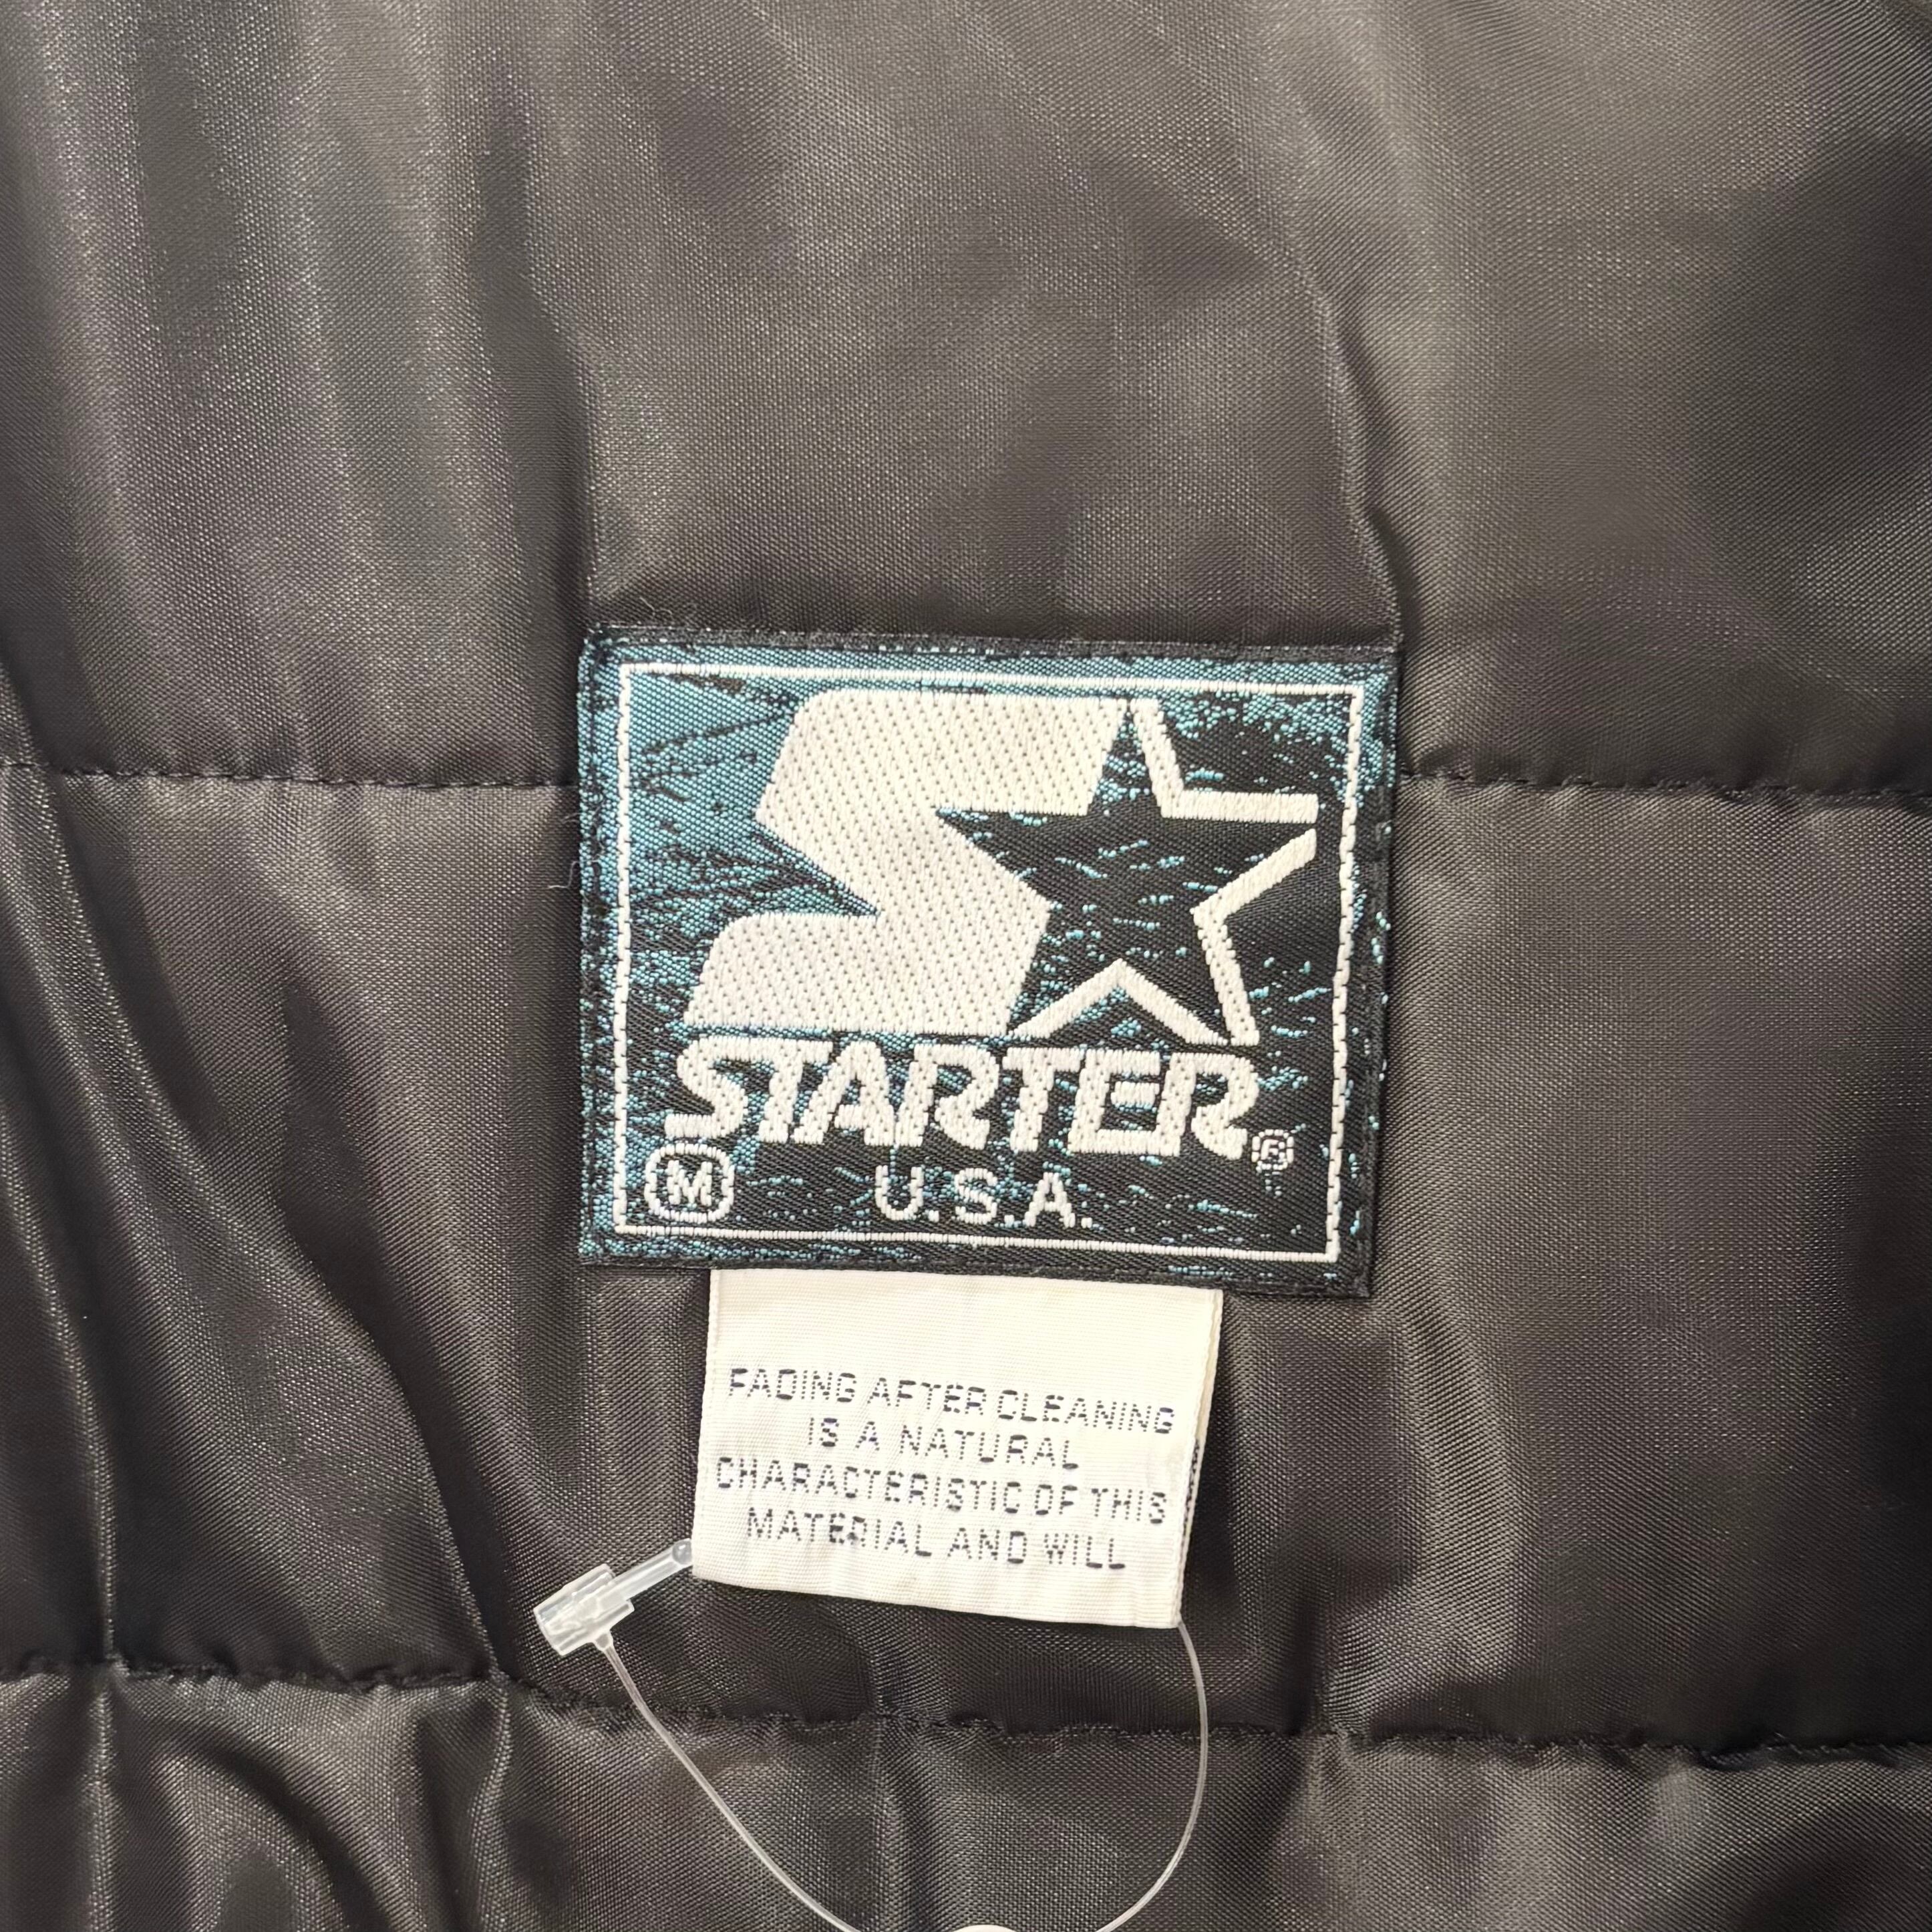 STARTER®
M U.S.A.
FADING AFTER CLEANING
IS A NATURAL
CHARACTERISTIC OF THIS
MATERIAL AND WILL